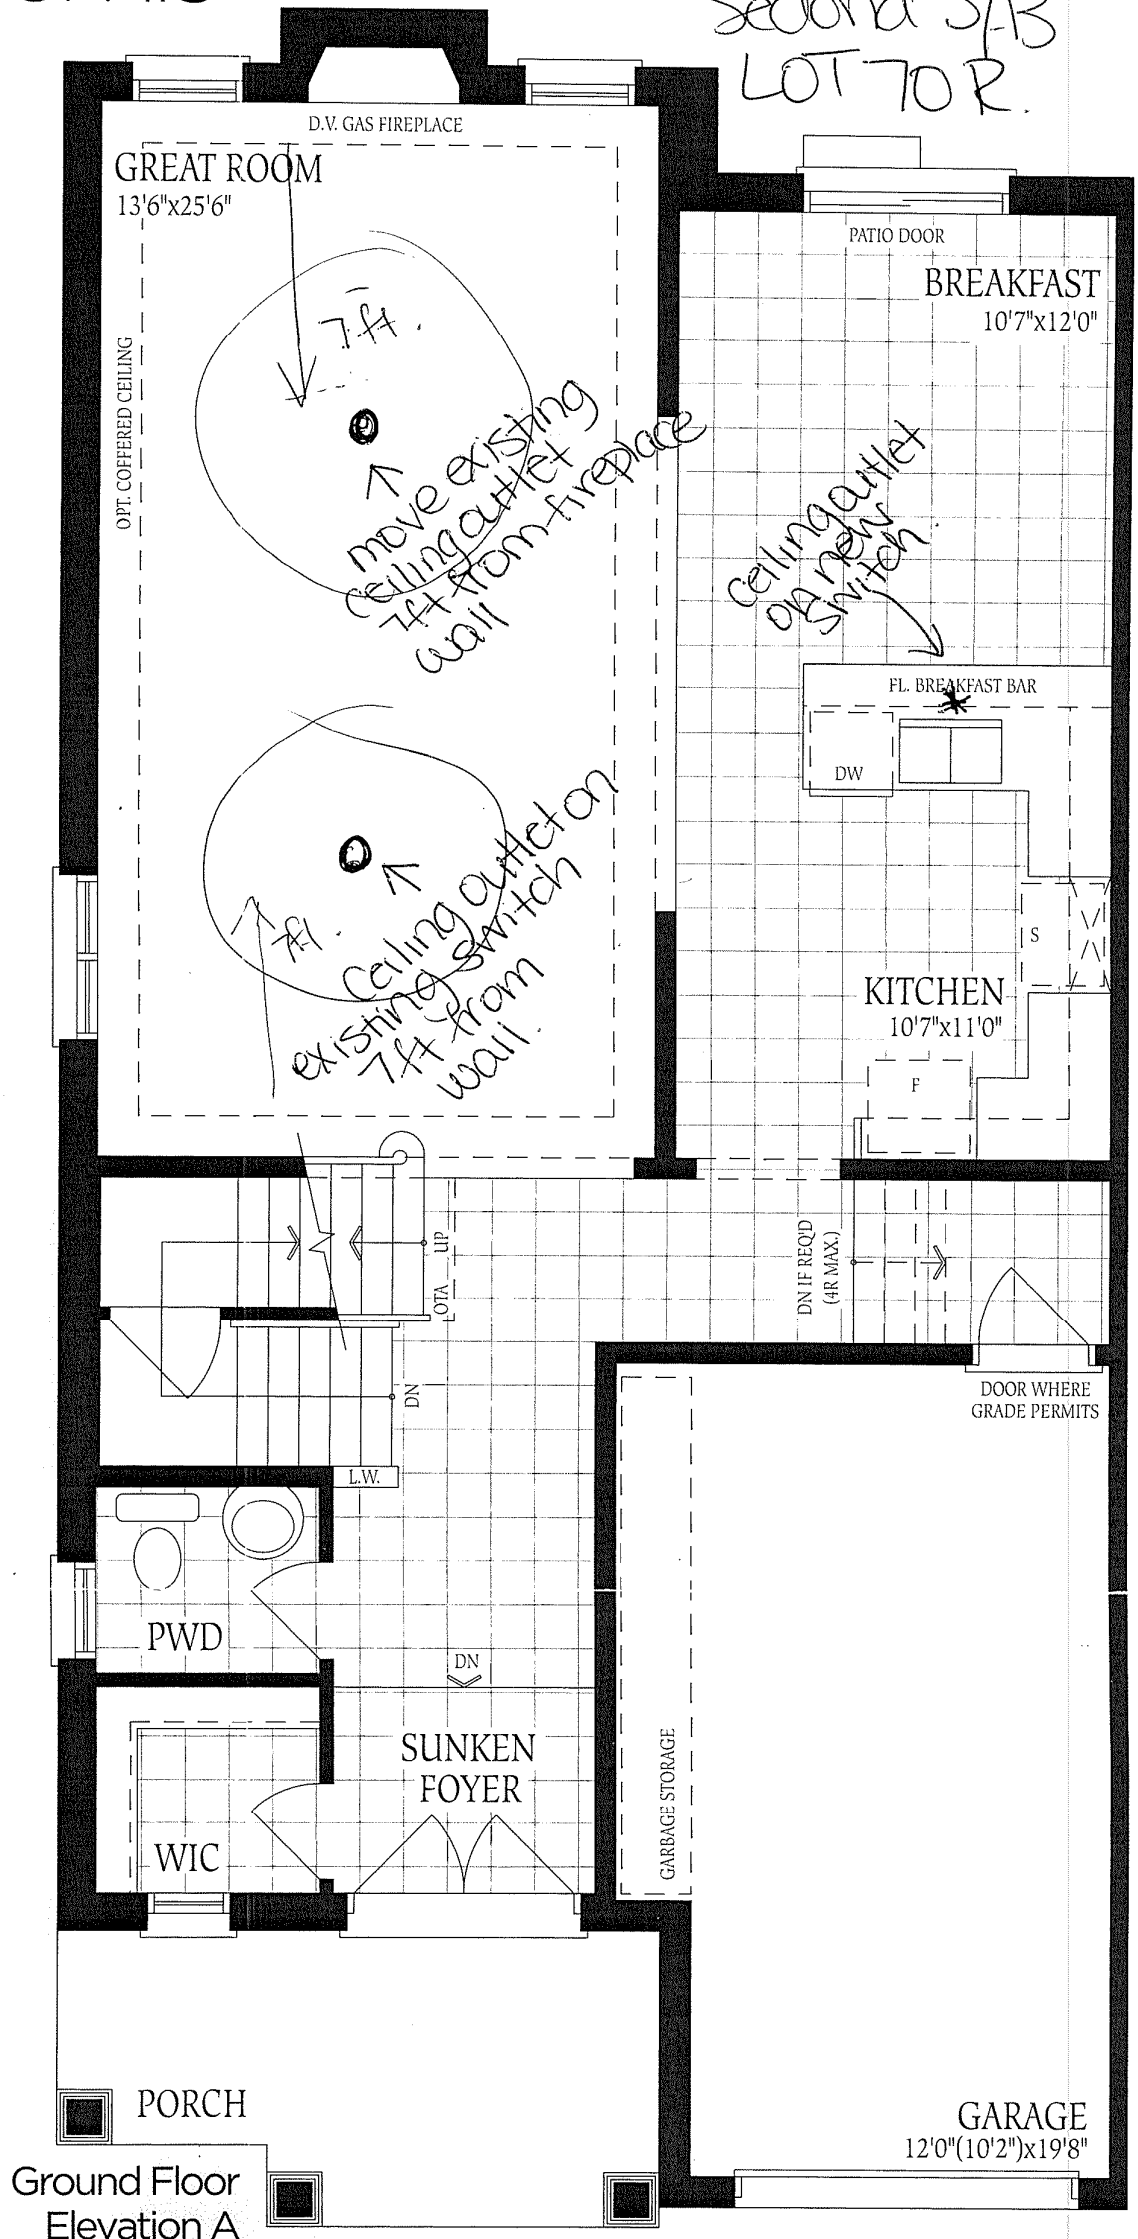 LOT 70 R.
D.V. GAS FIREPLACE
GREAT ROOM
13'6"x25'6"
OPT. COFFERED CEILING
7ft.
move existing
ceiling outlet
7ft from fireplace
wall
PATIO DOOR
BREAKFAST
10'7"x12'0"
ceiling outlet
on new
switch
FL. BREAKFAST BAR
DW
S
KITCHEN
10'7"x11'0"
F
7ft.
Ceiling outlet on
existing switch
7ft from
wall.
UP
OTA
DN
L.W.
DN IF REQ'D
(4R MAX.)
DOOR WHERE
GRADE PERMITS
PWD
DN
SUNKEN
FOYER
WIC
GARBAGE STORAGE
PORCH
GARAGE
12'0"(10'2")x19'8"
Ground Floor
Elevation A